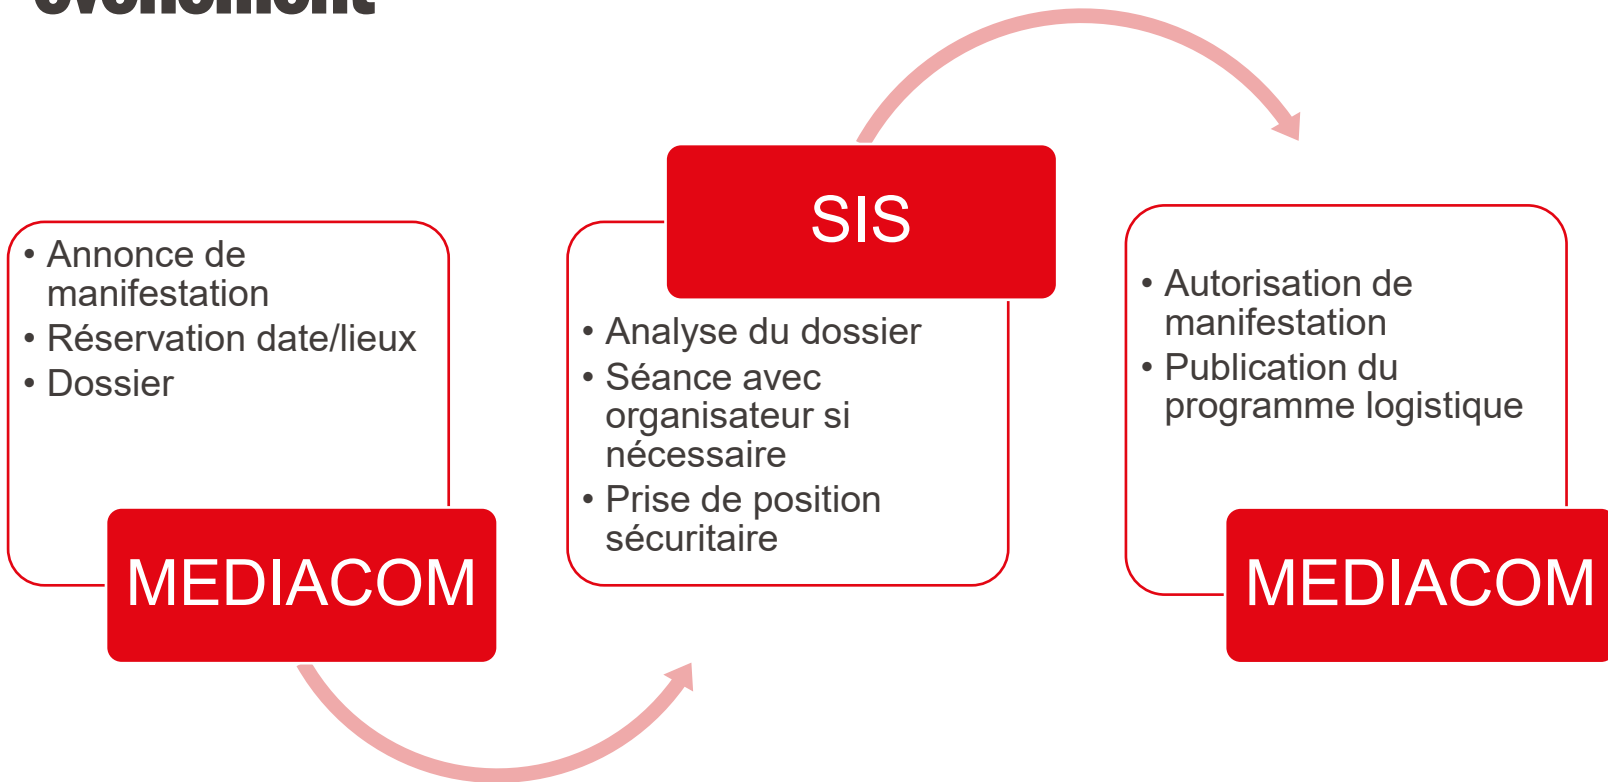 événement
• Annonce de
manifestation
• Réservation date/lieux
• Dossier
MEDIACOM
SIS
• Analyse du dossier
• Séance avec
organisateur si
nécessaire
• Prise de position
sécuritaire
• Autorisation de
manifestation
• Publication du
programme logistique
MEDIACOM